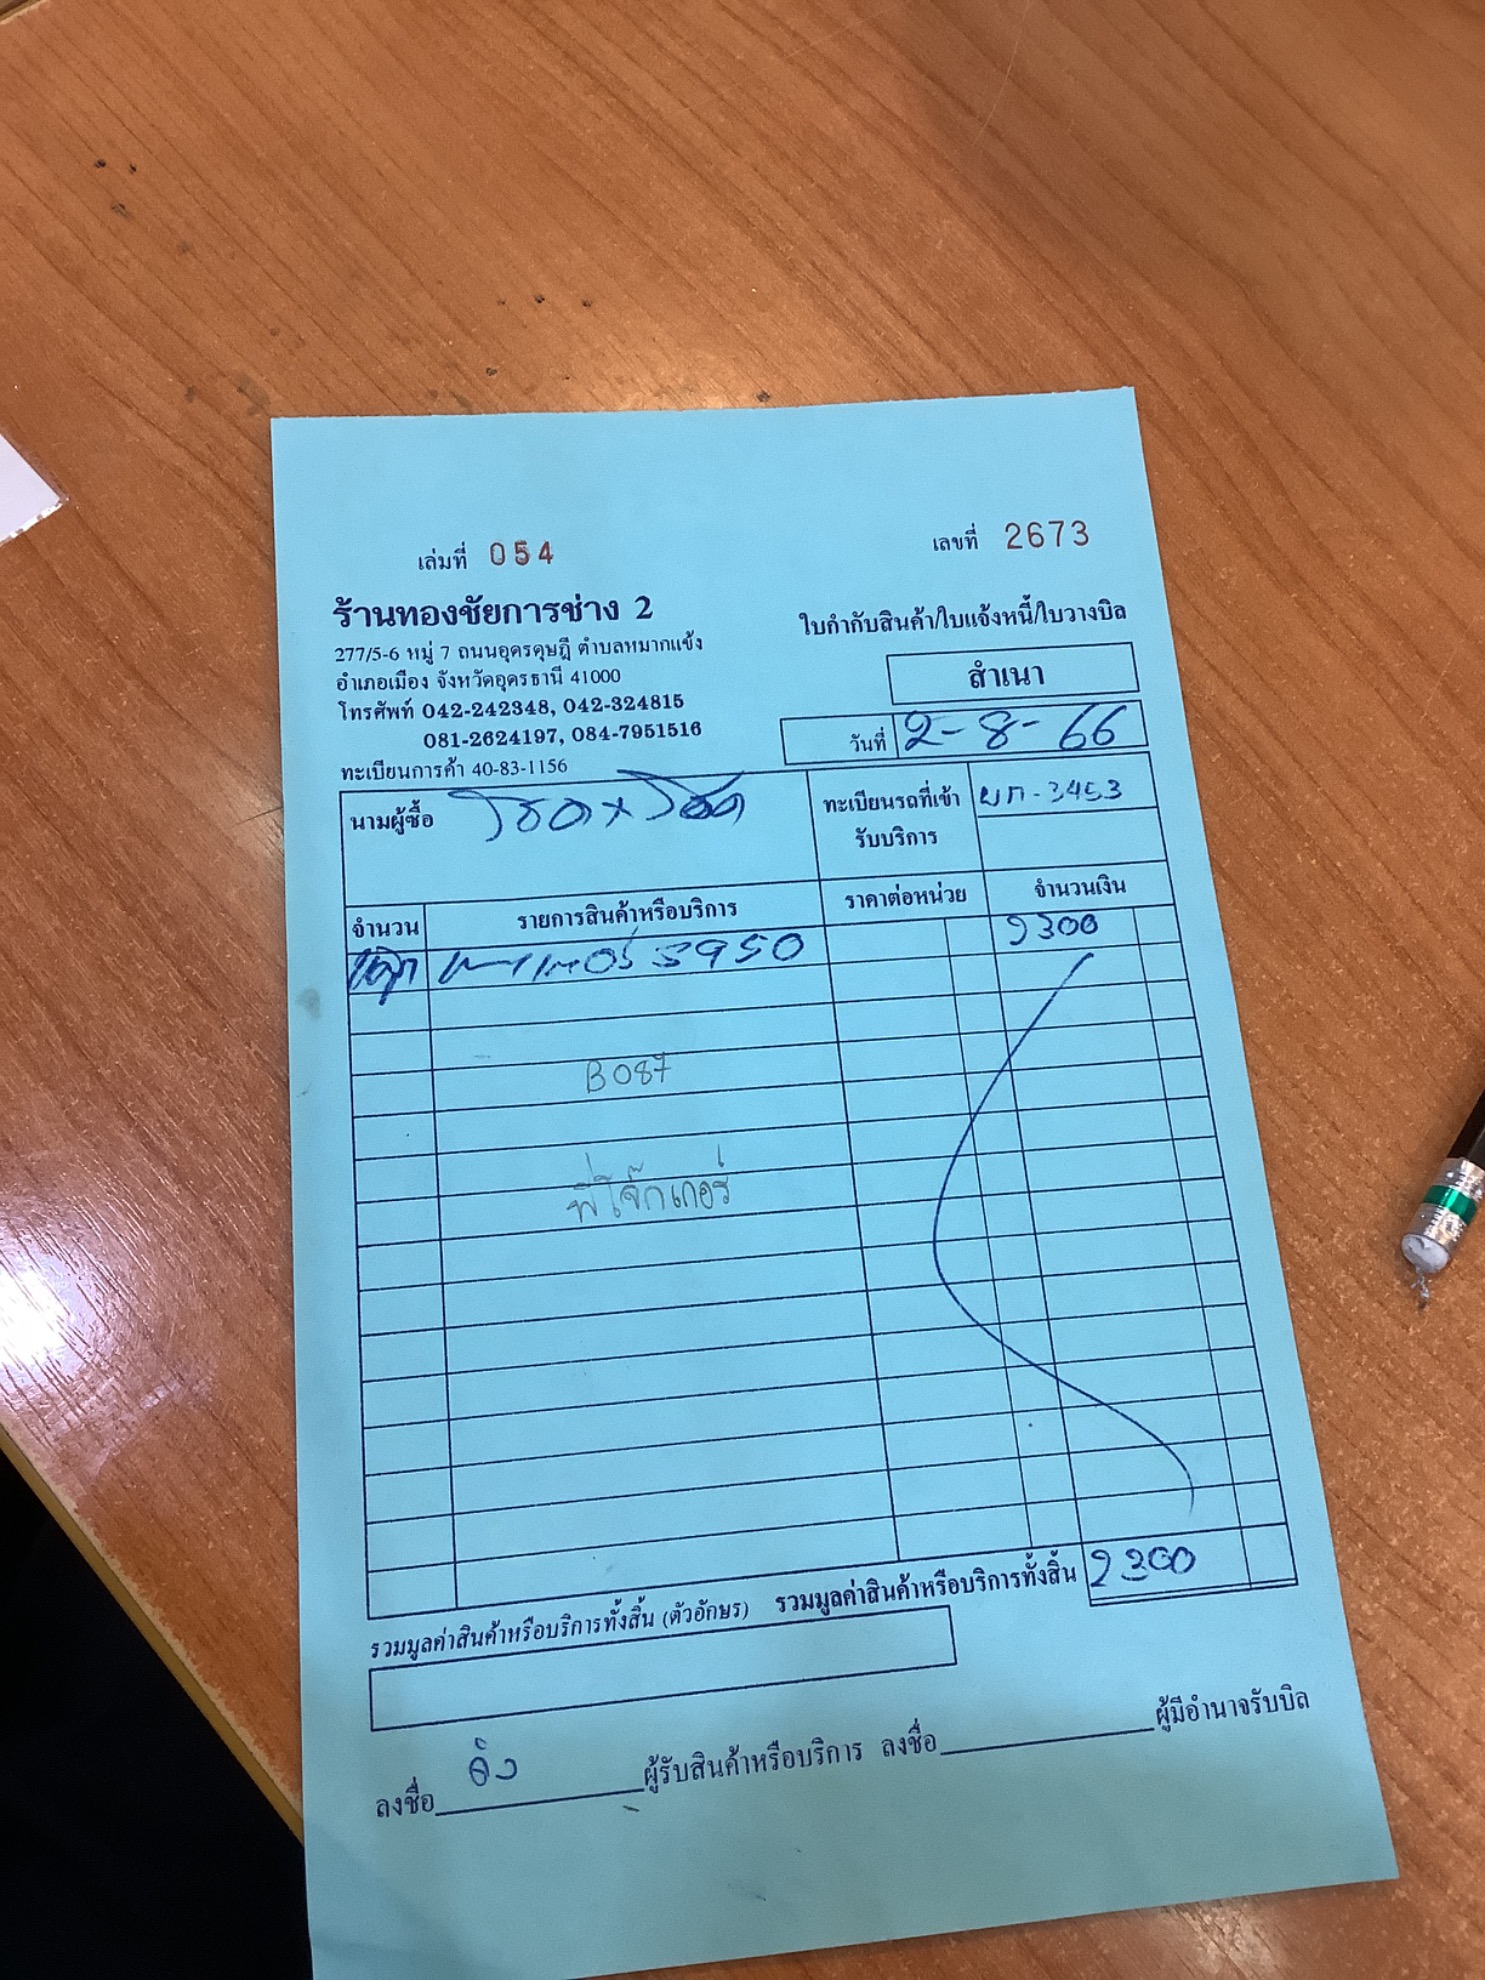 เล่มที่ 054
เลขที่ 2673
ร้านทองชัยการช่าง 2
277/5-6 หมู่ 7 ถนนอุดรดุษฎี ตำบลหมากแข้ง
อำเภอเมือง จังหวัดอุดรธานี 41000
โทรศัพท์ 042-242348, 042-324815
081-2624197, 084-7951516
ทะเบียนการค้า 40-83-1156
ใบกำกับสินค้า/ใบแจ้งหนี้/ใบวางบิล
สำเนา
วันที่ 2-8-66
นามผู้ซื้อ
ทะเบียนรถที่เข้า
รับบริการ
-3453
จำนวน รายการสินค้าหรือบริการ ราคาต่อหน่วย จำนวนเงิน
2300
B087
พี่โจ๊กเกอร์
รวมมูลค่าสินค้าหรือบริการทั้งสิ้น 2300
รวมมูลค่าสินค้าหรือบริการทั้งสิ้น (ตัวอักษร)
ลงชื่อ ผู้รับสินค้าหรือบริการ ลงชื่อ ผู้มีอำนาจรับบิล